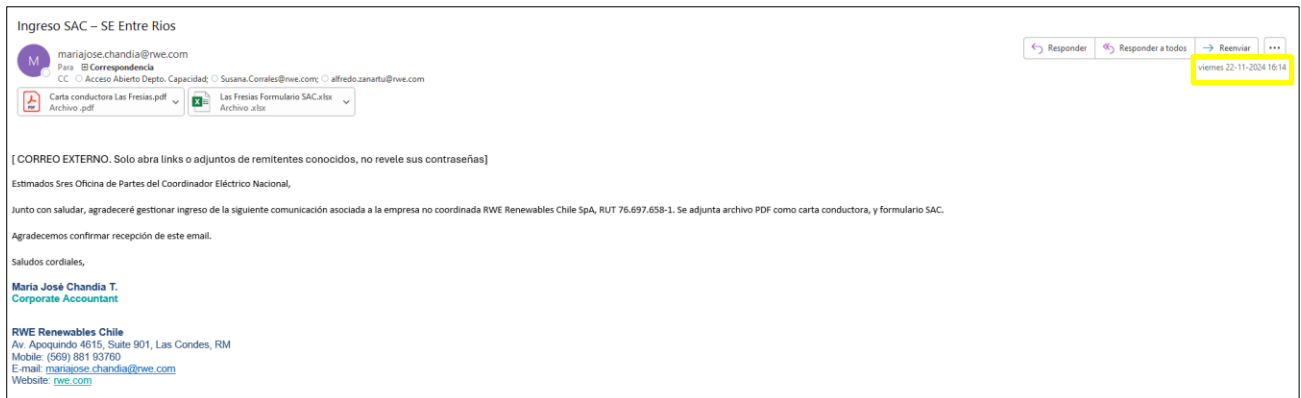 Ingreso SAC – SE Entre Rios
M
mariajose.chandia@rwe.com
Para Correspondencia
CC Acceso Abierto Depto. Capacidad; Susana.Corrales@rwe.com; alfredo.zanartu@rwe.com
Responder Responder a todos Reenviar ...
viernes 22-11-2024 16:14
Carta conductora Las Fresias.pdf
Archivo .pdf
Las Fresias Formulario SAC.xlsx
Archivo .xlsx
[ CORREO EXTERNO. Solo abra links o adjuntos de remitentes conocidos, no revele sus contraseñas]
Estimados Sres Oficina de Partes del Coordinador Eléctrico Nacional,
Junto con saludar, agradeceré gestionar ingreso de la siguiente comunicación asociada a la empresa no coordinada RWE Renewables Chile SpA, RUT 76.697.658-1. Se adjunta archivo PDF como carta conductora, y formulario SAC.
Agradecemos confirmar recepción de este email.
Saludos cordiales,
María José Chandía T.
Corporate Accountant
RWE Renewables Chile
Av. Apoquindo 4615, Suite 901, Las Condes, RM
Mobile: (569) 881 93760
E-mail: mariajose.chandia@rwe.com
Website: rwe.com